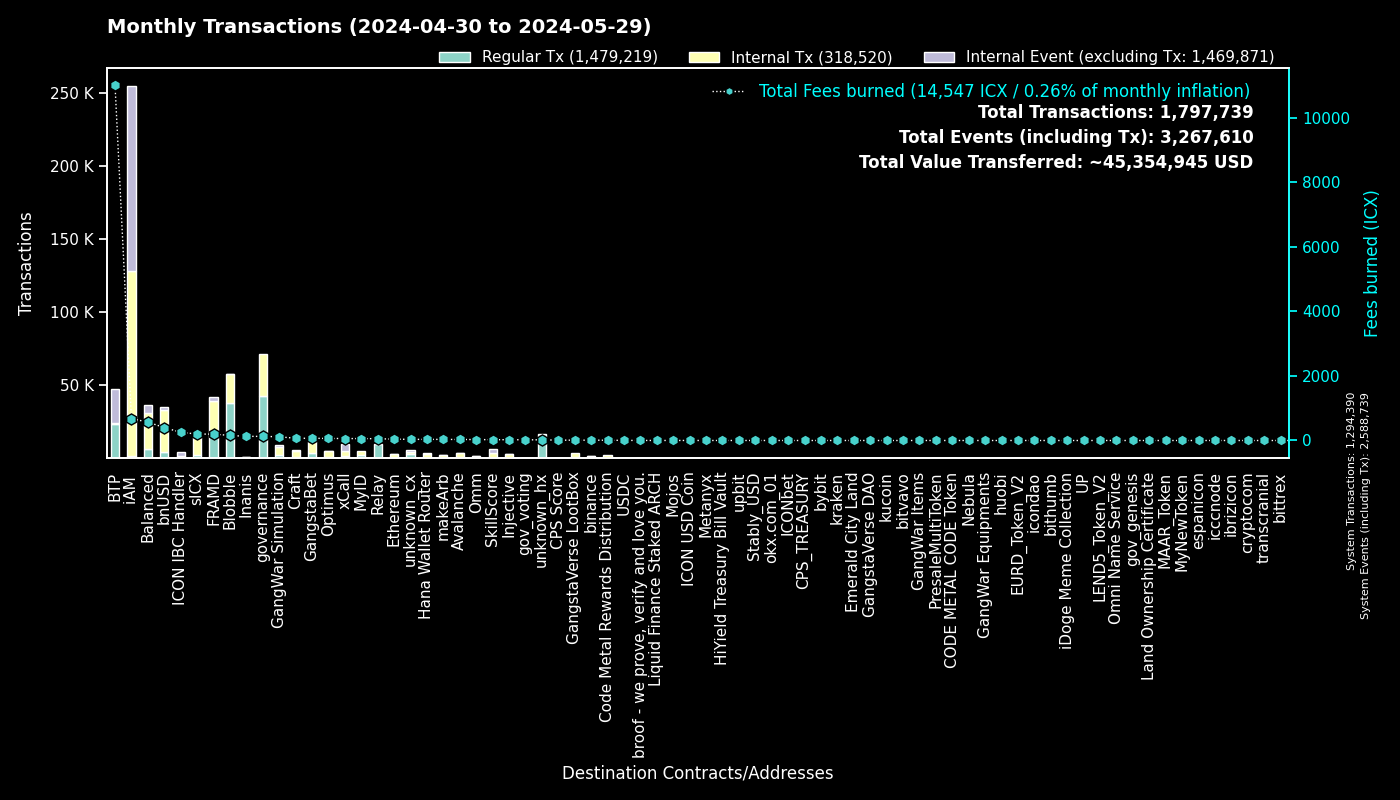 Monthly Transactions (2024-04-30 to 2024-05-29)
Regular Tx (1,479,219)
Internal Tx (318,520)
Internal Event (excluding Tx: 1,469,871)
Total Fees burned (14,547 ICX / 0.26% of monthly inflation)
Total Transactions: 1,797,739
Total Events (including Tx): 3,267,610
Total Value Transferred: ~45,354,945 USD
Transactions
250 K
200 K
150 K
100 K
50 K
10000
8000
6000
4000
2000
0
Fees burned (ICX)
System Transactions: 1,294,390
System Events (including Tx): 2,588,739
BTP
iAM
Balanced
bnUSD
ICON IBC Handler
sICX
FRAMD
Blobble
Inanis
governance
GangWar Simulation
Craft
GangstaBet
Optimus
xCall
MyID
Relay
Ethereum
unknown_cx
Hana Wallet Router
makeArb
Avalanche
Omm
SkillScore
Injective
gov_voting
unknown_hx
CPS Score
GangstaVerse LootBox
binance
Code Metal Rewards Distribution
USDC
broof - we prove, verify and love you.
Liquid Finance Staked ARCH
Mojos
ICON USD Coin
Metanyx
HiYield Treasury Bill Vault
upbit
Stably_USD
okx.com_01
ICONbet
CPS_TREASURY
bybit
kraken
Emerald City Land
GangstaVerse DAO
kucoin
bitvavo
GangWar Items
PresaleMultiToken
CODE METAL CODE Token
Nebula
GangWar Equipments
huobi
EURD_Token_V2
icondao
bithumb
iDoge Meme Collection
UP
LEND5_Token_V2
Omni Name Service
gov_genesis
Land Ownership Certificate
MAAR_Token
MyNewToken
espanicon
icccnode
ibrizicon
cryptocom
transcranial
bittrex
Destination Contracts/Addresses